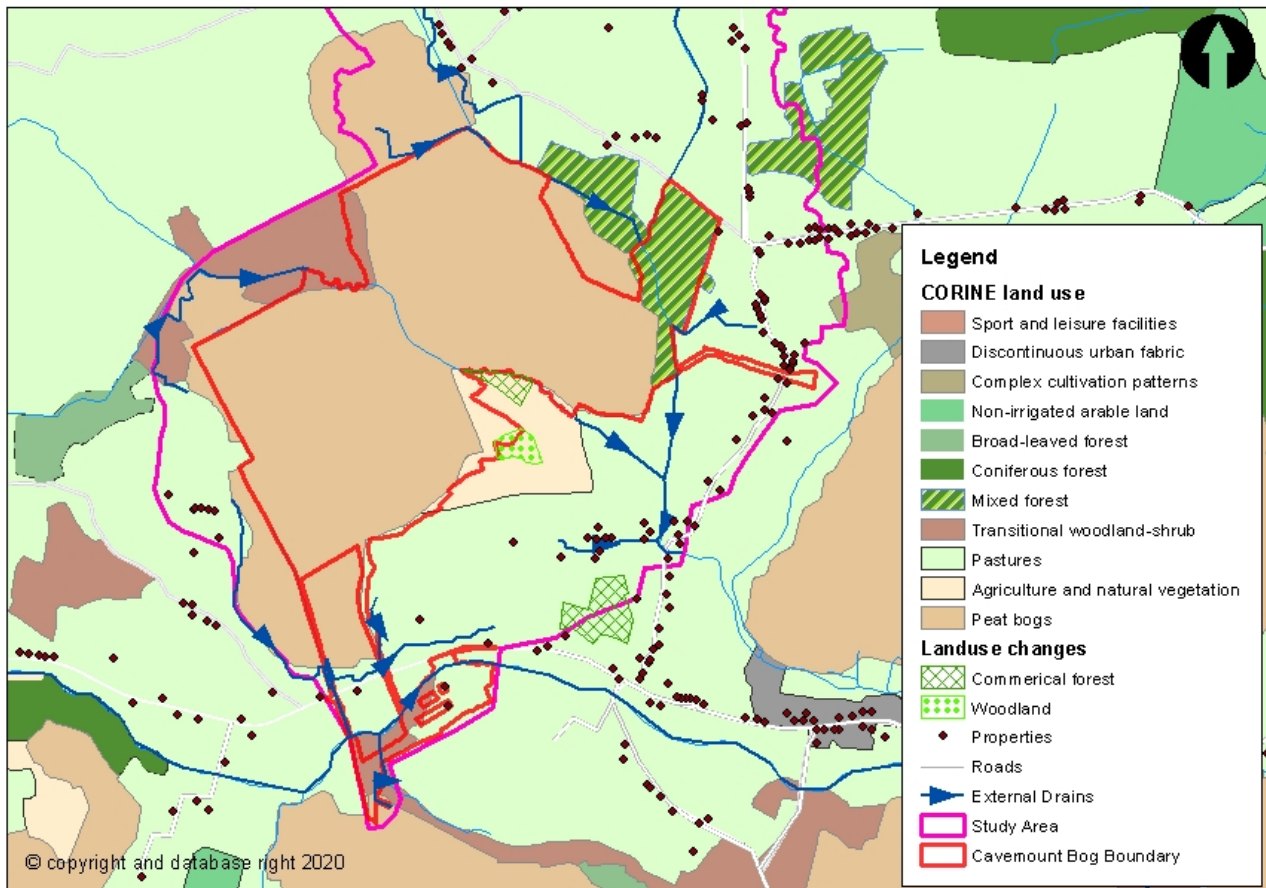 Legend
CORINE land use
Sport and leisure facilities
Discontinuous urban fabric
Complex cultivation patterns
Non-irrigated arable land
Broad-leaved forest
Coniferous forest
Mixed forest
Transitional woodland-shrub
Pastures
Agriculture and natural vegetation
Peat bogs
Landuse changes
Commerical forest
Woodland
Properties
Roads
External Drains
Study Area
Cavemount Bog Boundary
© copyright and database right 2020